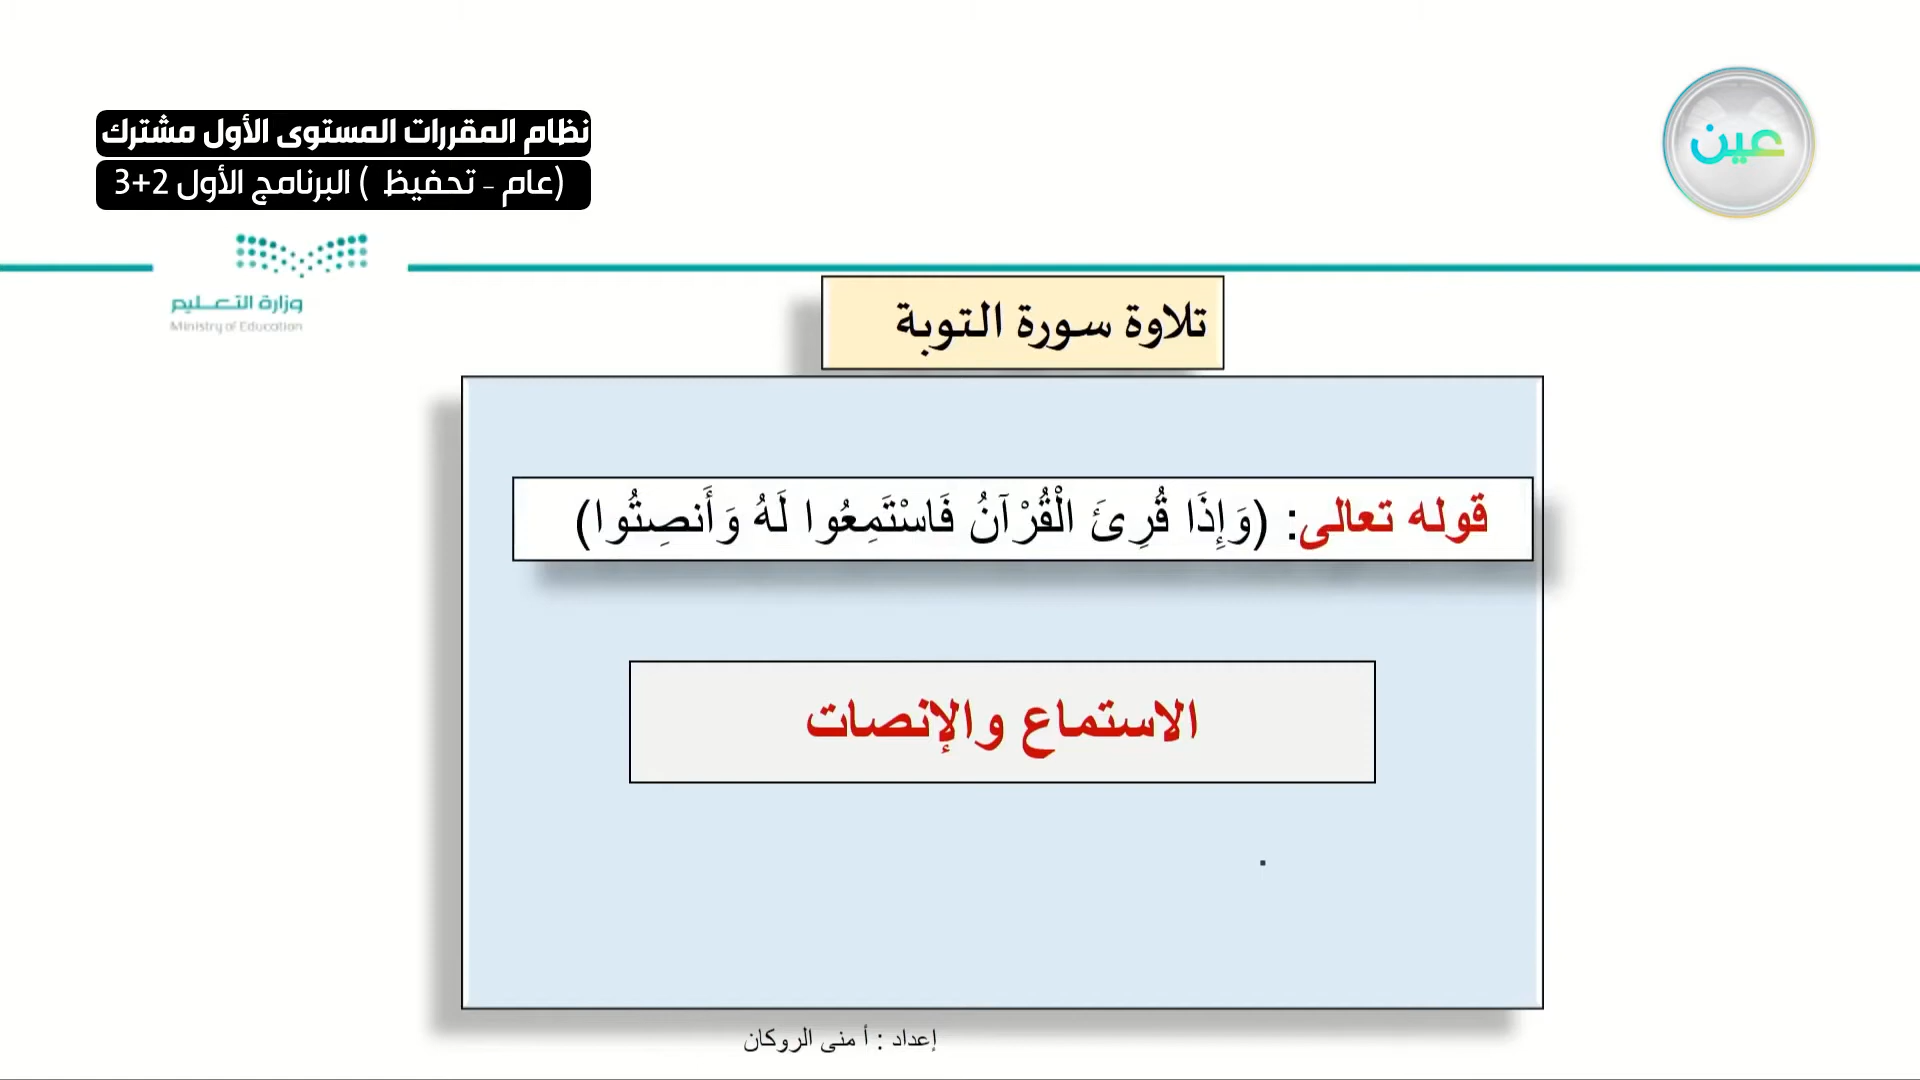 نظام المقررات المستوى الأول مشترك
(عام - تحفيظ ) البرنامج الأول 2+3
عين
وزارة التعليم
Ministry of Education
تلاوة سورة التوبة
قوله تعالى: (وَإِذَا قُرِئَ الْقُرْآنُ فَاسْتَمِعُوا لَهُ وَأَنصِتُوا)
الاستماع والإنصات
.
إعداد : أ منى الروكان